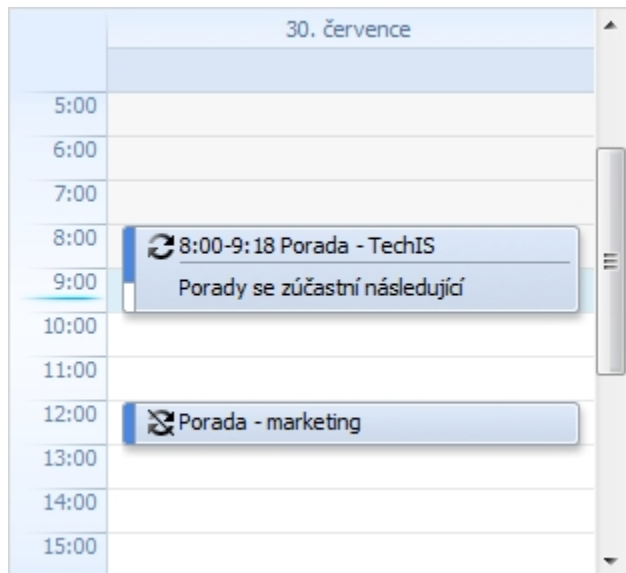 30. července
5:00
6:00
7:00
8:00
8:00-9:18 Porada - TechIS
9:00
Porady se zúčastní následující
10:00
11:00
12:00
Porada - marketing
13:00
14:00
15:00